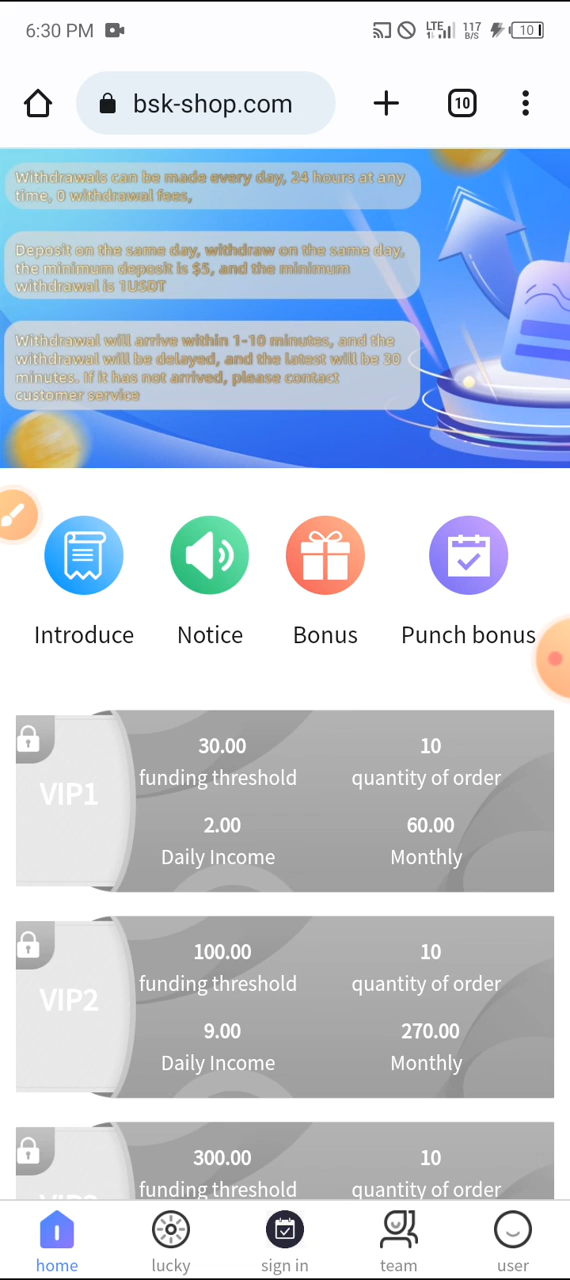 6:30 PM
LTE 117 B/S 10
bsk-shop.com
10
Withdrawals can be made every day, 24 hours at any
time, 0 withdrawal fees,
Deposit on the same day, withdraw on the same day,
the minimum deposit is $5, and the minimum
withdrawal is 1USDT
Withdrawal will arrive within 1-10 minutes, and the
withdrawal will be delayed, and the latest will be 30
minutes. If it has not arrived, please contact
customer service
Introduce Notice Bonus Punch bonus
VIP1
30.00 10
funding threshold quantity of order
2.00 60.00
Daily Income Monthly
VIP2
100.00 10
funding threshold quantity of order
9.00 270.00
Daily Income Monthly
300.00 10
funding threshold quantity of order
home lucky sign in team user